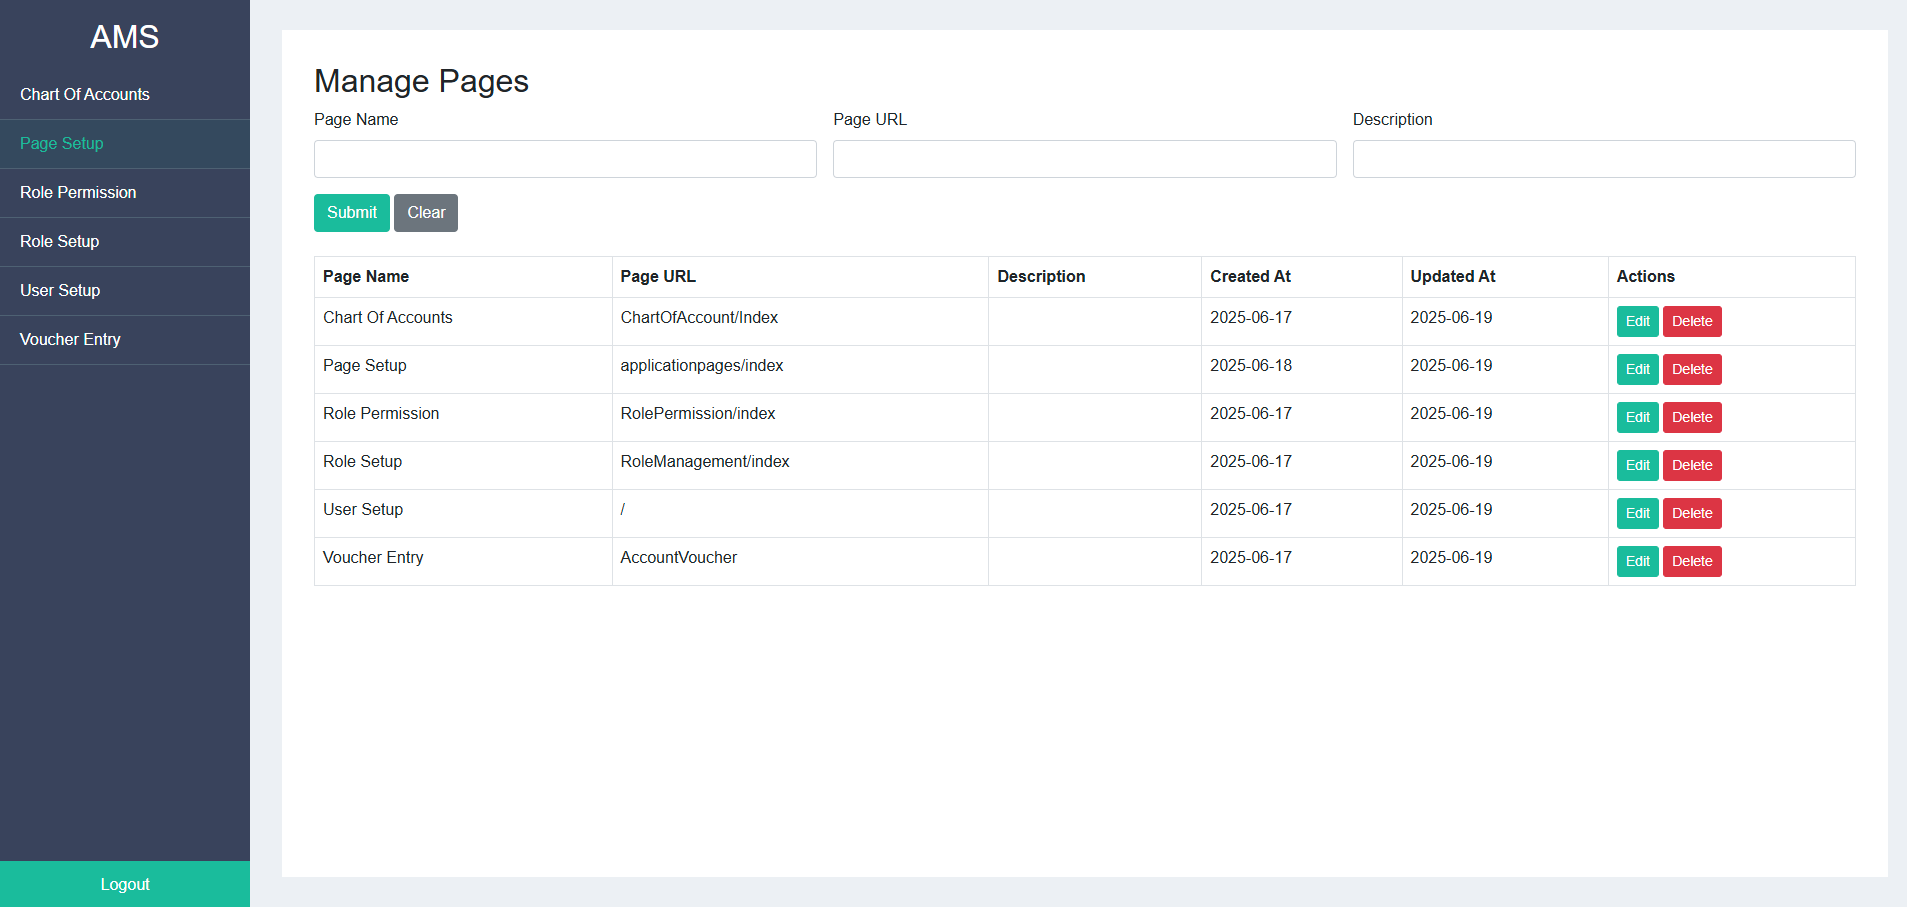 AMS
Chart Of Accounts
Page Setup
Role Permission
Role Setup
User Setup
Voucher Entry
Logout
Manage Pages
Page Name Page URL Description
Submit Clear
Page Name Page URL Description Created At Updated At Actions
Chart Of Accounts ChartOfAccount/Index 2025-06-17 2025-06-19 Edit Delete
Page Setup applicationpages/index 2025-06-18 2025-06-19 Edit Delete
Role Permission RolePermission/index 2025-06-17 2025-06-19 Edit Delete
Role Setup RoleManagement/index 2025-06-17 2025-06-19 Edit Delete
User Setup / 2025-06-17 2025-06-19 Edit Delete
Voucher Entry AccountVoucher 2025-06-17 2025-06-19 Edit Delete